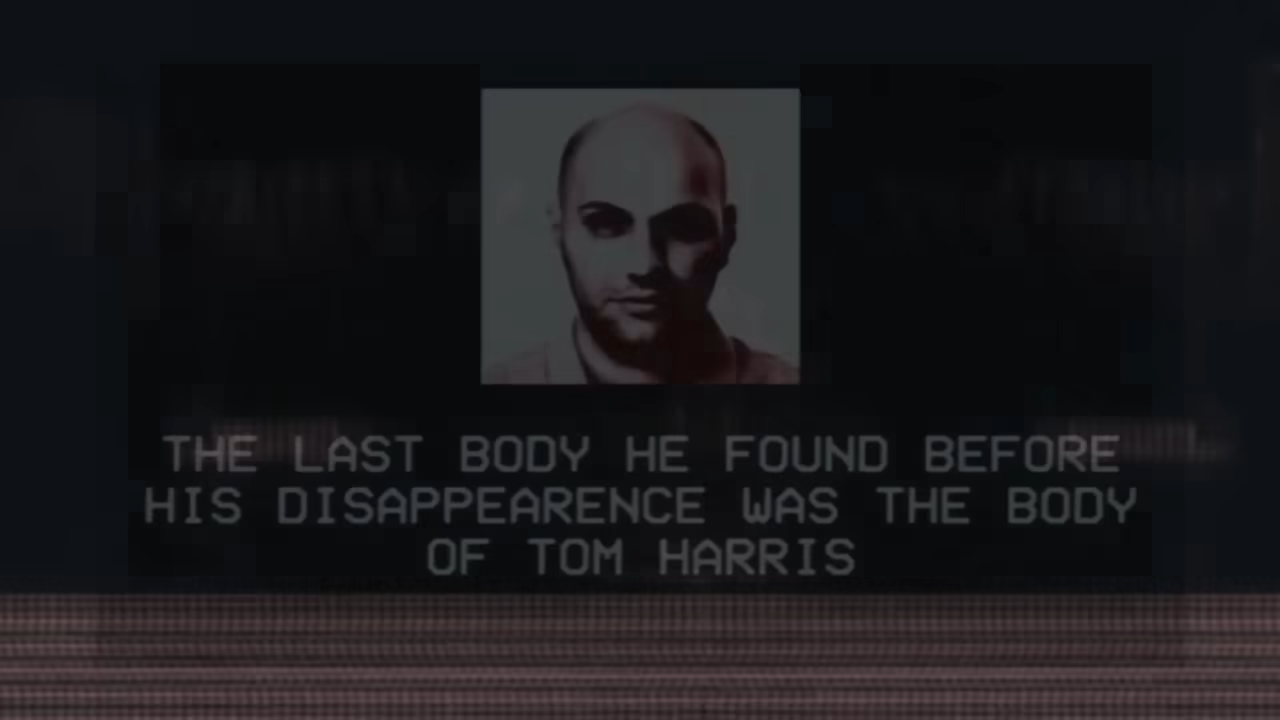 THE LAST BODY HE FOUND BEFORE
HIS DISAPPEARENCE WAS THE BODY
OF TOM HARRIS